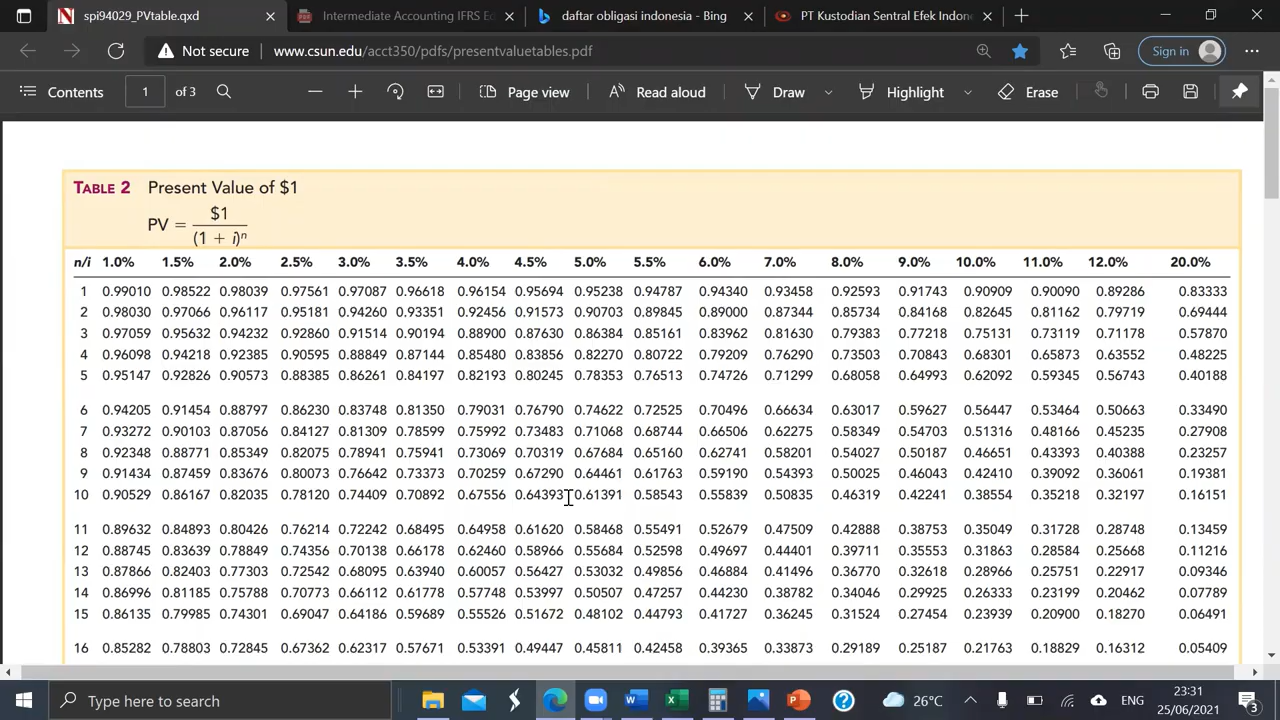 spi94029_PVtable.qxd
Intermediate Accounting IFRS Ed
daftar obligasi indonesia - Bing
PT Kustodian Sentral Efek Indon
Not secure
www.csun.edu/acct350/pdfs/presentvaluetables.pdf
Sign in
Contents
1
of 3
Page view
Read aloud
Draw
Highlight
Erase
TABLE 2 Present Value of $1
PV = $1 / (1 + i)ⁿ
n/i 1.0% 1.5% 2.0% 2.5% 3.0% 3.5% 4.0% 4.5% 5.0% 5.5% 6.0% 7.0% 8.0% 9.0% 10.0% 11.0% 12.0% 20.0%
1 0.99010 0.98522 0.98039 0.97561 0.97087 0.96618 0.96154 0.95694 0.95238 0.94787 0.94340 0.93458 0.92593 0.91743 0.90909 0.90090 0.89286 0.83333
2 0.98030 0.97066 0.96117 0.95181 0.94260 0.93351 0.92456 0.91573 0.90703 0.89845 0.89000 0.87344 0.85734 0.84168 0.82645 0.81162 0.79719 0.69444
3 0.97059 0.95632 0.94232 0.92860 0.91514 0.90194 0.88900 0.87630 0.86384 0.85161 0.83962 0.81630 0.79383 0.77218 0.75131 0.73119 0.71178 0.57870
4 0.96098 0.94218 0.92385 0.90595 0.88849 0.87144 0.85480 0.83856 0.82270 0.80722 0.79209 0.76290 0.73503 0.70843 0.68301 0.65873 0.63552 0.48225
5 0.95147 0.92826 0.90573 0.88385 0.86261 0.84197 0.82193 0.80245 0.78353 0.76513 0.74726 0.71299 0.68058 0.64993 0.62092 0.59345 0.56743 0.40188
6 0.94205 0.91454 0.88797 0.86230 0.83748 0.81350 0.79031 0.76790 0.74622 0.72525 0.70496 0.66634 0.63017 0.59627 0.56447 0.53464 0.50663 0.33490
7 0.93272 0.90103 0.87056 0.84127 0.81309 0.78599 0.75992 0.73483 0.71068 0.68744 0.66506 0.62275 0.58349 0.54703 0.51316 0.48166 0.45235 0.27908
8 0.92348 0.88771 0.85349 0.82075 0.78941 0.75941 0.73069 0.70319 0.67684 0.65160 0.62741 0.58201 0.54027 0.50187 0.46651 0.43393 0.40388 0.23257
9 0.91434 0.87459 0.83676 0.80073 0.76642 0.73373 0.70259 0.67290 0.64461 0.61763 0.59190 0.54393 0.50025 0.46043 0.42410 0.39092 0.36061 0.19381
10 0.90529 0.86167 0.82035 0.78120 0.74409 0.70892 0.67556 0.64393 0.61391 0.58543 0.55839 0.50835 0.46319 0.42241 0.38554 0.35218 0.32197 0.16151
11 0.89632 0.84893 0.80426 0.76214 0.72242 0.68495 0.64958 0.61620 0.58468 0.55491 0.52679 0.47509 0.42888 0.38753 0.35049 0.31728 0.28748 0.13459
12 0.88745 0.83639 0.78849 0.74356 0.70138 0.66178 0.62460 0.58966 0.55684 0.52598 0.49697 0.44401 0.39711 0.35553 0.31863 0.28584 0.25668 0.11216
13 0.87866 0.82403 0.77303 0.72542 0.68095 0.63940 0.60057 0.56427 0.53032 0.49856 0.46884 0.41496 0.36770 0.32618 0.28966 0.25751 0.22917 0.09346
14 0.86996 0.81185 0.75788 0.70773 0.66112 0.61778 0.57748 0.53997 0.50507 0.47257 0.44230 0.38782 0.34046 0.29925 0.26333 0.23199 0.20462 0.07789
15 0.86135 0.79985 0.74301 0.69047 0.64186 0.59689 0.55526 0.51672 0.48102 0.44793 0.41727 0.36245 0.31524 0.27454 0.23939 0.20900 0.18270 0.06491
16 0.85282 0.78803 0.72845 0.67362 0.62317 0.57671 0.53391 0.49447 0.45811 0.42458 0.39365 0.33873 0.29189 0.25187 0.21763 0.18829 0.16312 0.05409
Type here to search
26°C
ENG
23:31
25/06/2021
3